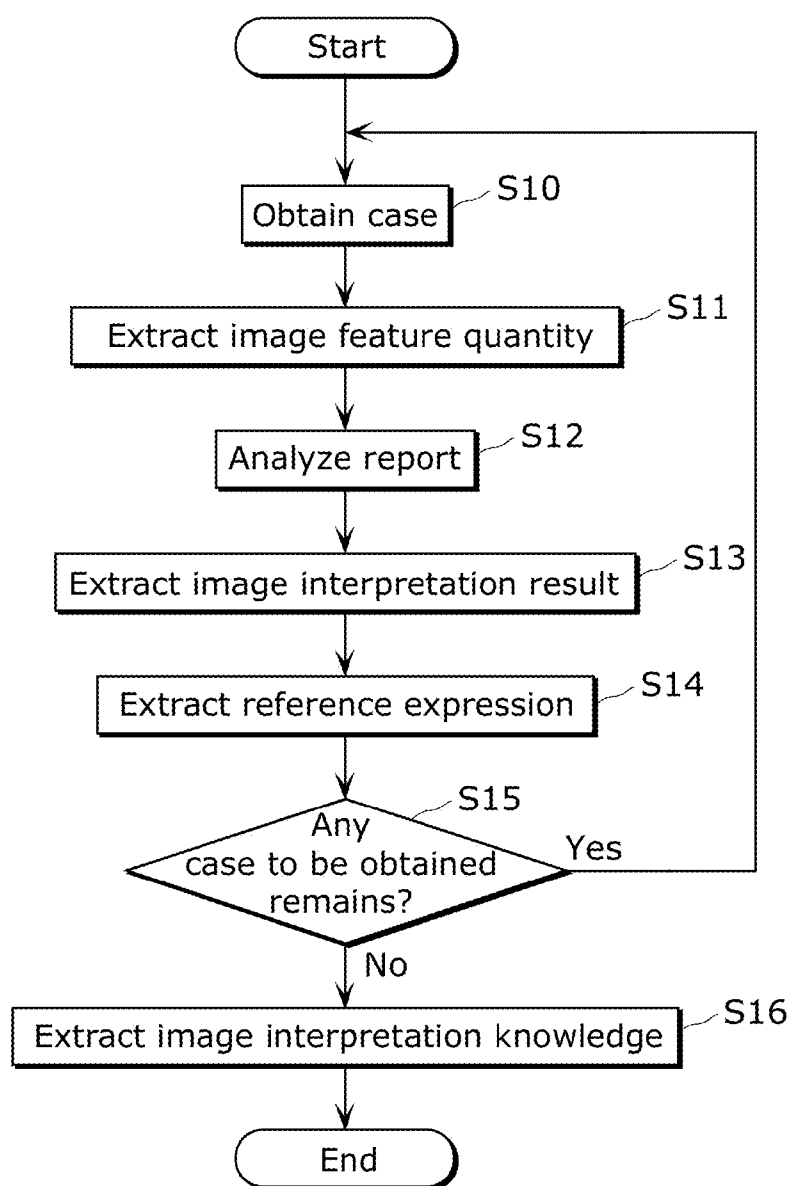 Start
S10
Obtain case
S11
Extract image feature quantity
S12
Analyze report
S13
Extract image interpretation result
S14
Extract reference expression
S15
Any
case to be obtained
remains?
Yes
No
S16
Extract image interpretation knowledge
End